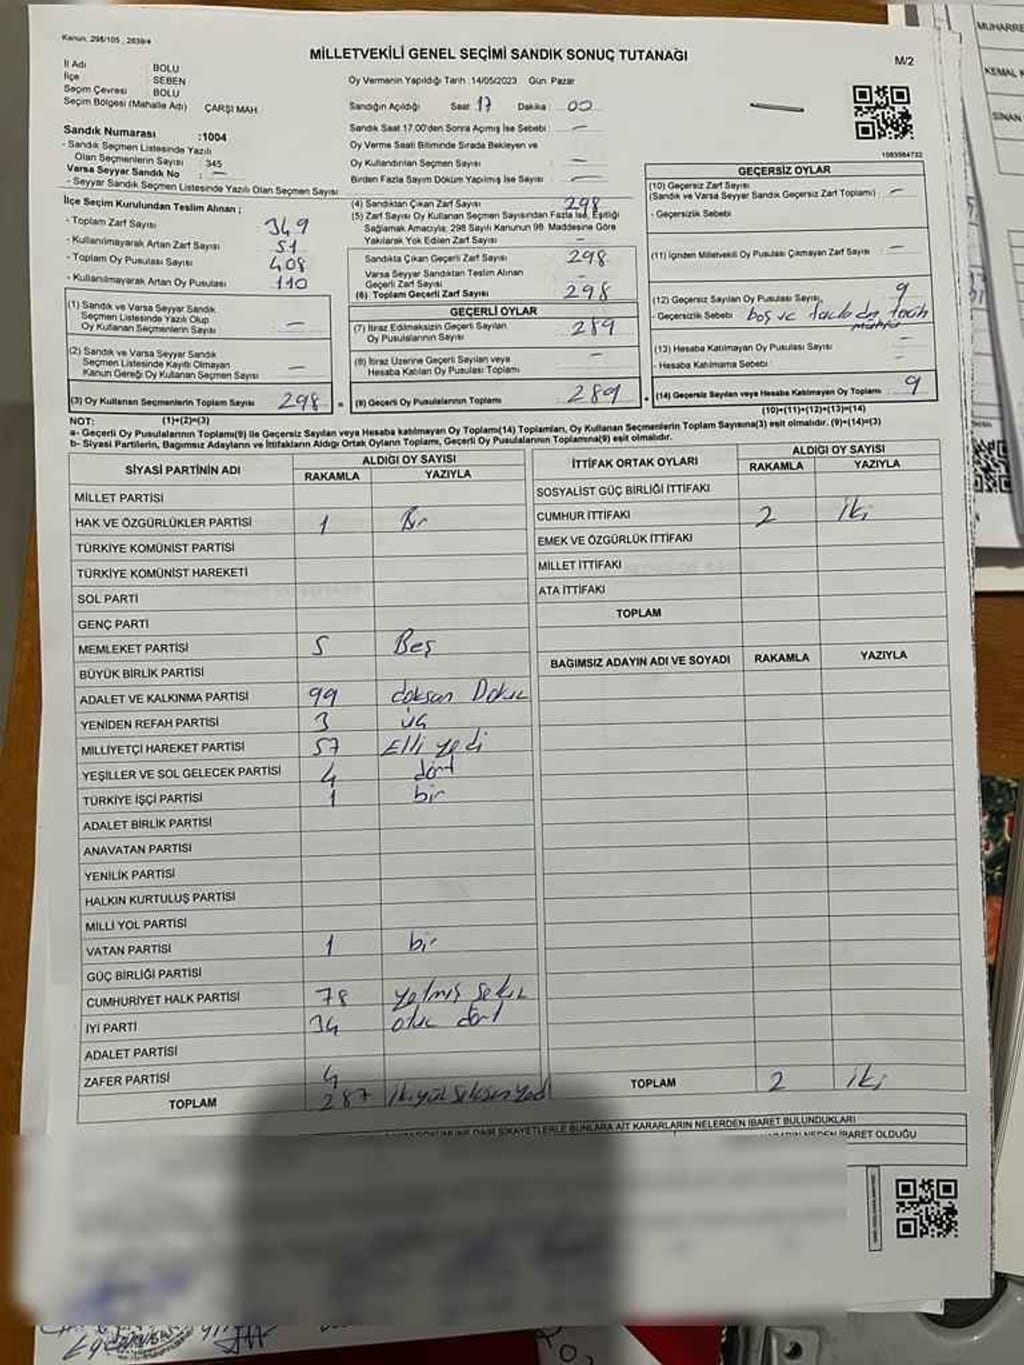 Kanun: 298/105 , 2839/4
MİLLETVEKİLİ GENEL SEÇİMİ SANDIK SONUÇ TUTANAĞI
M/2
İl Adı : BOLU
İlçe : SEBEN
Seçim Çevresi : BOLU
Seçim Bölgesi (Mahalle Adı) : ÇARŞI MAH
Oy Vermenin Yapıldığı Tarih : 14/05/2023 Gün: Pazar
Sandığın Açıldığı Saat 17 Dakika : 00
Sandık Saat 17.00'den Sonra Açılmış İse Sebebi : —
Oy Verme Saati Bitiminde Sırada Bekleyen ve
Oy Kullandırılan Seçmen Sayısı : —
Birden Fazla Sayım Döküm Yapılmış İse Sayısı : —
1083984732
Sandık Numarası :1004
- Sandık Seçmen Listesinde Yazılı
Olan Seçmenlerin Sayısı : 345
Varsa Seyyar Sandık No : —
- Seyyar Sandık Seçmen Listesinde Yazılı Olan Seçmen Sayısı
İlçe Seçim Kurulundan Teslim Alınan ;
- Toplam Zarf Sayısı : 349
- Kullanılmayarak Artan Zarf Sayısı : 51
- Toplam Oy Pusulası Sayısı : 408
- Kullanılmayarak Artan Oy Pusulası : 110
(1) Sandık ve Varsa Seyyar Sandık
Seçmen Listesinde Yazılı Olup
Oy Kullanan Seçmenlerin Sayısı : —
(2) Sandık ve Varsa Seyyar Sandık
Seçmen Listesinde Kayıtlı Olmayan
Kanun Gereği Oy Kullanan Seçmen Sayısı : —
(3) Oy Kullanan Seçmenlerin Toplam Sayısı : 298
(1)+(2)=(3)
(4) Sandıktan Çıkan Zarf Sayısı : 298
(5) Zarf Sayısı Oy Kullanan Seçmen Sayısından Fazla İse, Eşitliği
Sağlamak Amacıyla; 298 Sayılı Kanunun 98. Maddesine Göre
Yakılarak Yok Edilen Zarf Sayısı : —
Sandıkta Çıkan Geçerli Zarf Sayısı : 298
Varsa Seyyar Sandıktan Teslim Alınan
Geçerli Zarf Sayısı : —
(6) Toplam Geçerli Zarf Sayısı : 298
GEÇERLİ OYLAR
(7) İtiraz Edilmeksizin Geçerli Sayılan
Oy Pusulalarının Sayısı : 289
(8) İtiraz Üzerine Geçerli Sayılan veya
Hesaba Katılan Oy Pusulası Toplamı : —
= (9) Geçerli Oy Pusulalarının Toplamı : 289
GEÇERSİZ OYLAR
(10) Geçersiz Zarf Sayısı
(Sandık ve Varsa Seyyar Sandık Geçersiz Zarf Toplamı) : —
- Geçersizlik Sebebi
(11) İçinden Milletvekili Oy Pusulası Çıkmayan Zarf Sayısı : —
(12) Geçersiz Sayılan Oy Pusulası Sayısı : 9
- Geçersizlik Sebebi : boş ve
(13) Hesaba Katılmayan Oy Pusulası Sayısı : —
- Hesaba Katılmama Sebebi : —
+ (14) Geçersiz Sayılan veya Hesaba Katılmayan Oy Toplamı : 9
(10)+(11)+(12)+(13)=(14)
NOT:
a- Geçerli Oy Pusulalarının Toplamı(9) ile Geçersiz Sayılan veya Hesaba katılmayan Oy Toplamı(14) Toplamları, Oy Kullanan Seçmenlerin Toplam Sayısına(3) eşit olmalıdır. (9)+(14)=(3)
b- Siyasi Partilerin, Bağımsız Adayların ve İttifakların Aldığı Ortak Oyların Toplamı, Geçerli Oy Pusulalarının Toplamına(9) eşit olmalıdır.
SİYASİ PARTİNİN ADI ALDIĞI OY SAYISI
RAKAMLA YAZIYLA
MİLLET PARTİSİ
HAK VE ÖZGÜRLÜKLER PARTİSİ 1 Bir
TÜRKİYE KOMÜNİST PARTİSİ
TÜRKİYE KOMÜNİST HAREKETİ
SOL PARTİ
GENÇ PARTİ
MEMLEKET PARTİSİ 5 Beş
BÜYÜK BİRLİK PARTİSİ
ADALET VE KALKINMA PARTİSİ 99 doksan Dokuz
YENİDEN REFAH PARTİSİ 3 üç
MİLLİYETÇİ HAREKET PARTİSİ 57 Elli yedi
YEŞİLLER VE SOL GELECEK PARTİSİ 4 dört
TÜRKİYE İŞÇİ PARTİSİ 1 bir
ADALET BİRLİK PARTİSİ
ANAVATAN PARTİSİ
YENİLİK PARTİSİ
HALKIN KURTULUŞ PARTİSİ
MİLLİ YOL PARTİSİ
VATAN PARTİSİ 1 bir
GÜÇ BİRLİĞİ PARTİSİ
CUMHURİYET HALK PARTİSİ 78 yetmiş sekiz
İYİ PARTİ 34 otuz dört
ADALET PARTİSİ
ZAFER PARTİSİ 4
TOPLAM 287 ikiyüz seksen yedi
İTTİFAK ORTAK OYLARI ALDIĞI OY SAYISI
RAKAMLA YAZIYLA
SOSYALİST GÜÇ BİRLİĞİ İTTİFAKI
CUMHUR İTTİFAKI 2 iki
EMEK VE ÖZGÜRLÜK İTTİFAKI
MİLLET İTTİFAKI
ATA İTTİFAKI
TOPLAM
BAĞIMSIZ ADAYIN ADI VE SOYADI RAKAMLA YAZIYLA
TOPLAM 2 iki
ŞİKAYETLERLE BUNLARA AİT KARARLARIN NELERDEN İBARET BULUNDUKLARI
NEDEN İBARET OLDUĞU
MUHARRE
KEMAL K
SİNAN